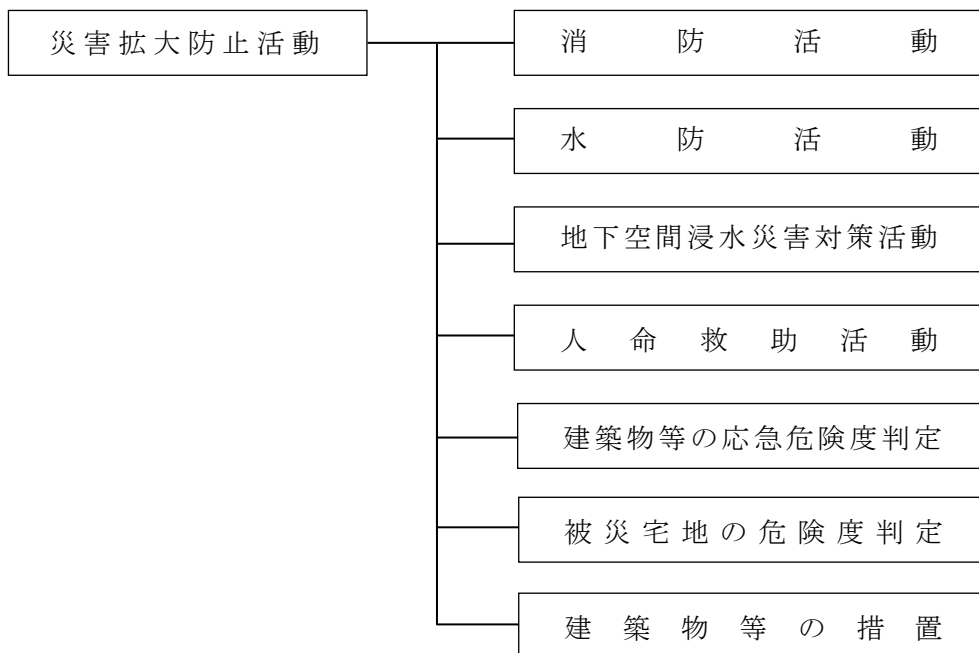 災害拡大防止活動
消防活動
水防活動
地下空間浸水災害対策活動
人命救助活動
建築物等の応急危険度判定
被災宅地の危険度判定
建築物等の措置